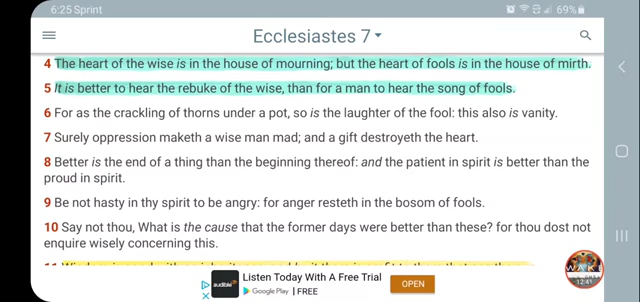 6:25 Sunday
69%
Ecclesiastes 7
4 The heart of the wise is in the house of mourning; but the heart of fools is in the house of mirth.
5 It is better to hear the rebuke of the wise, than for a man to hear the song of fools.
6 For as the crackling of thorns under a pot, so is the laughter of the fool: this also is vanity.
7 Surely oppression maketh a wise man mad; and a gift destroyeth the heart.
8 Better is the end of a thing than the beginning thereof: and the patient in spirit is better than the
proud in spirit.
9 Be not hasty in thy spirit to be angry: for anger resteth in the bosom of fools.
10 Say not thou, What is the cause that the former days were better than these? for thou dost not
enquire wisely concerning this.
11
audible
Listen Today With A Free Trial
Google Play | FREE
OPEN
WAKE
12:41